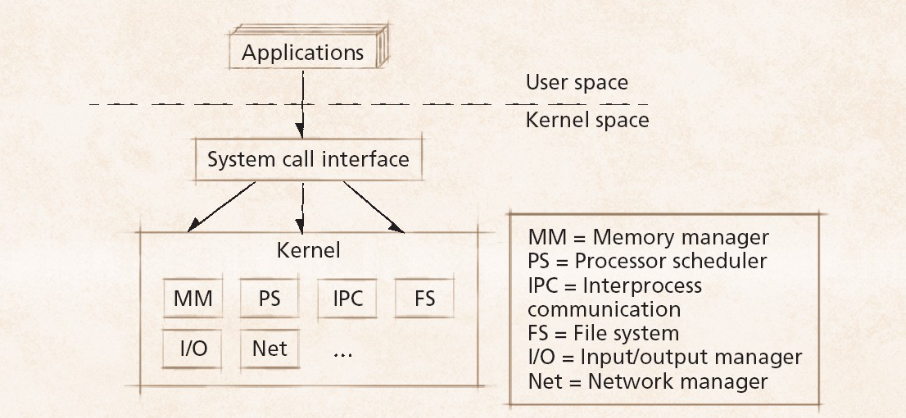 Applications
User space
Kernel space
System call interface
Kernel
MM PS IPC FS
I/O Net ...
MM = Memory manager
PS = Processor scheduler
IPC = Interprocess
communication
FS = File system
I/O = Input/output manager
Net = Network manager